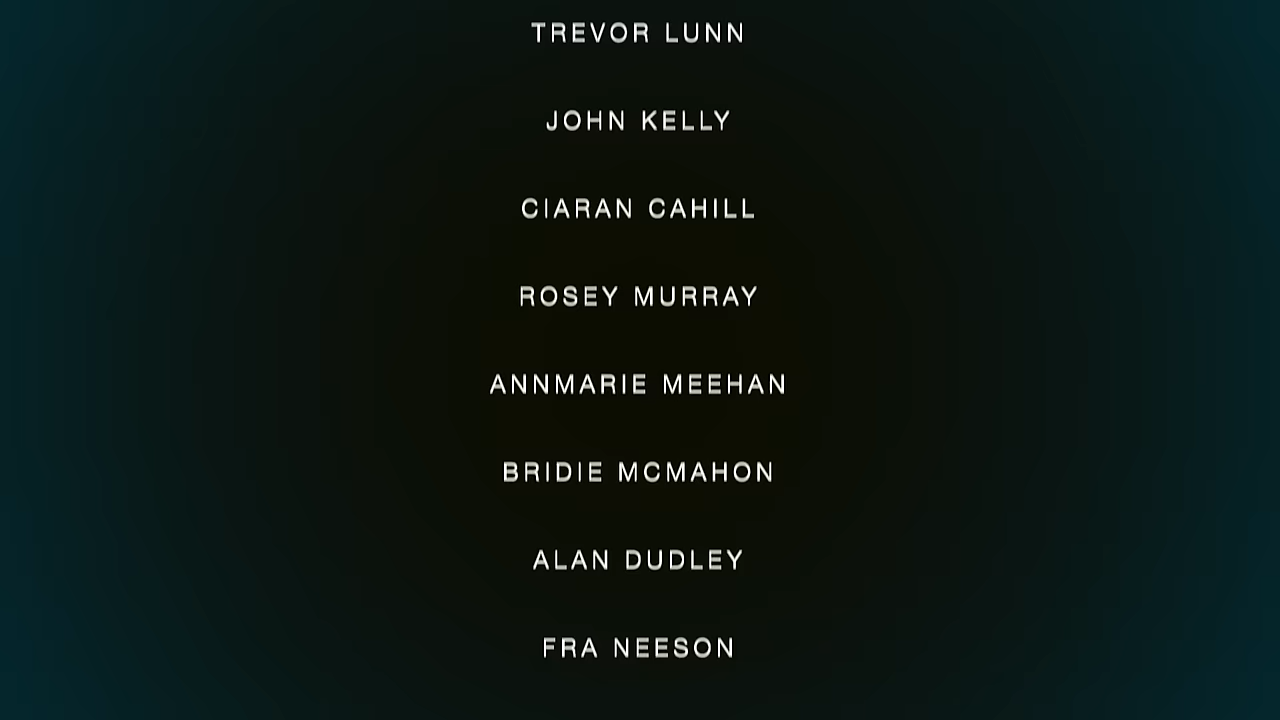 TREVOR LUNN
JOHN KELLY
CIARAN CAHILL
ROSEY MURRAY
ANNMARIE MEEHAN
BRIDIE MCMAHON
ALAN DUDLEY
FRA NEESON